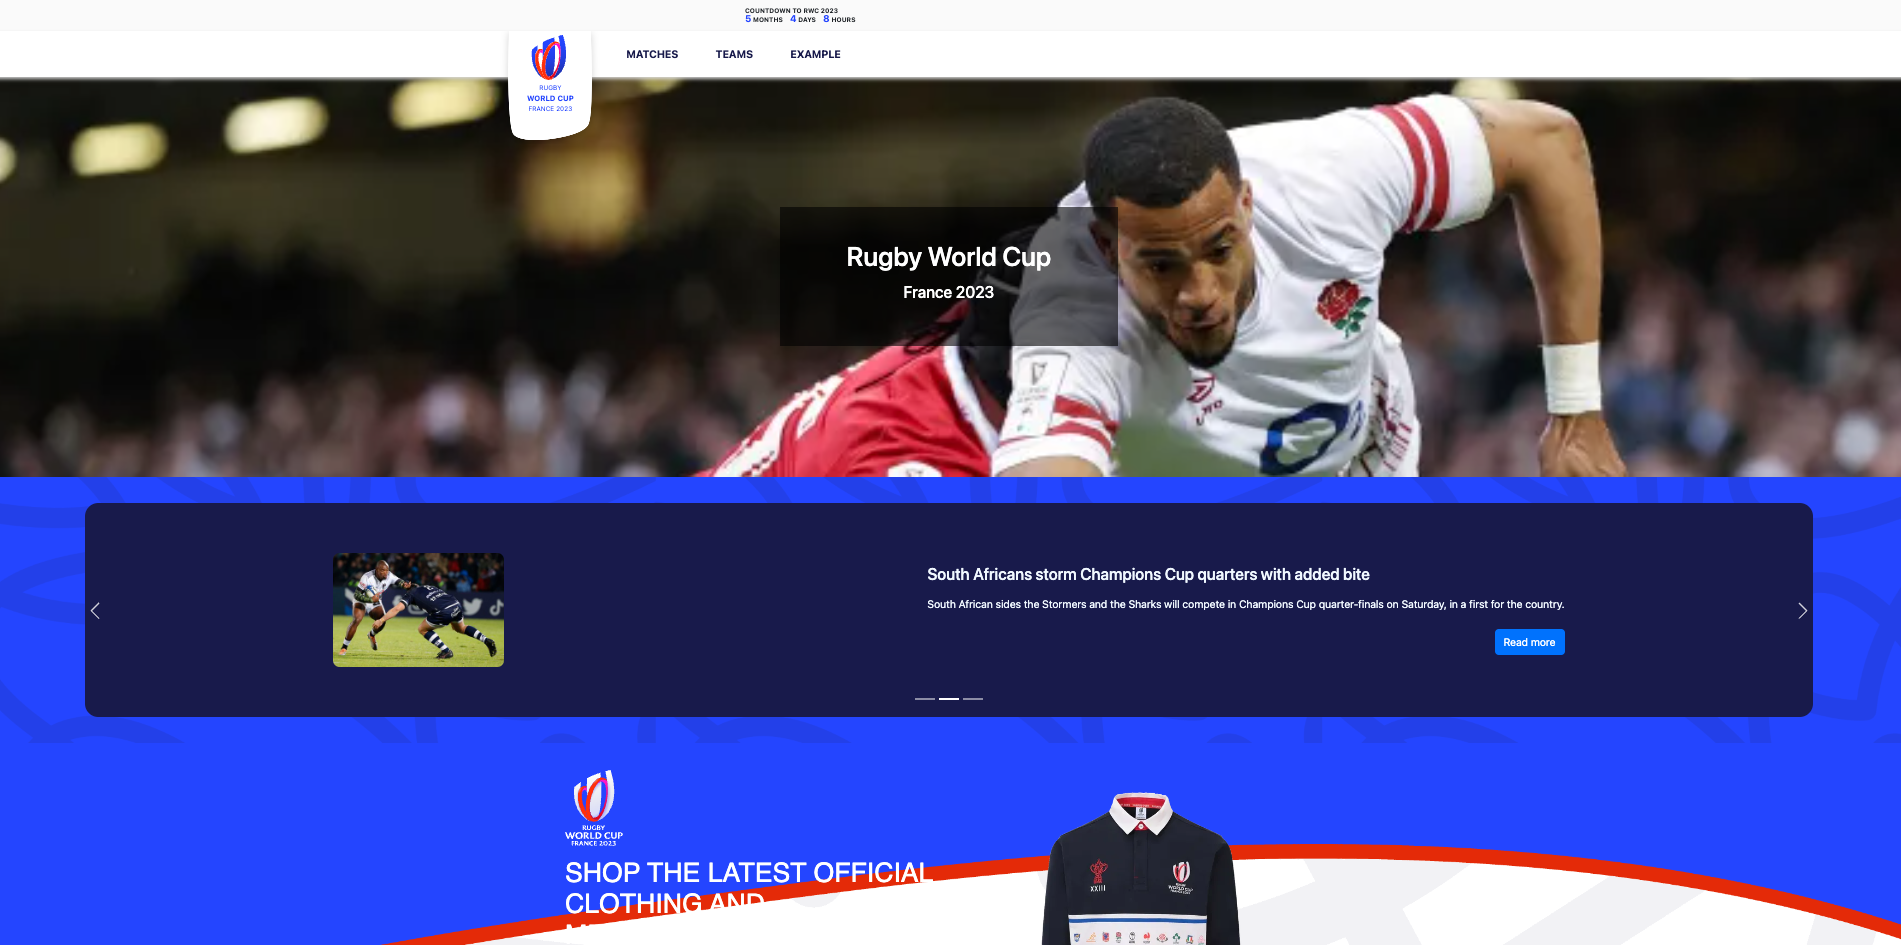 COUNTDOWN TO RWC 2023
5 MONTHS 4 DAYS 8 HOURS
RUGBY
WORLD CUP
FRANCE 2023
MATCHES TEAMS EXAMPLE
Rugby World Cup
France 2023
South Africans storm Champions Cup quarters with added bite
South African sides the Stormers and the Sharks will compete in Champions Cup quarter-finals on Saturday, in a first for the country.
Read more
RUGBY
WORLD CUP
FRANCE 2023
SHOP THE LATEST OFFICIAL
CLOTHING AND
XXIII